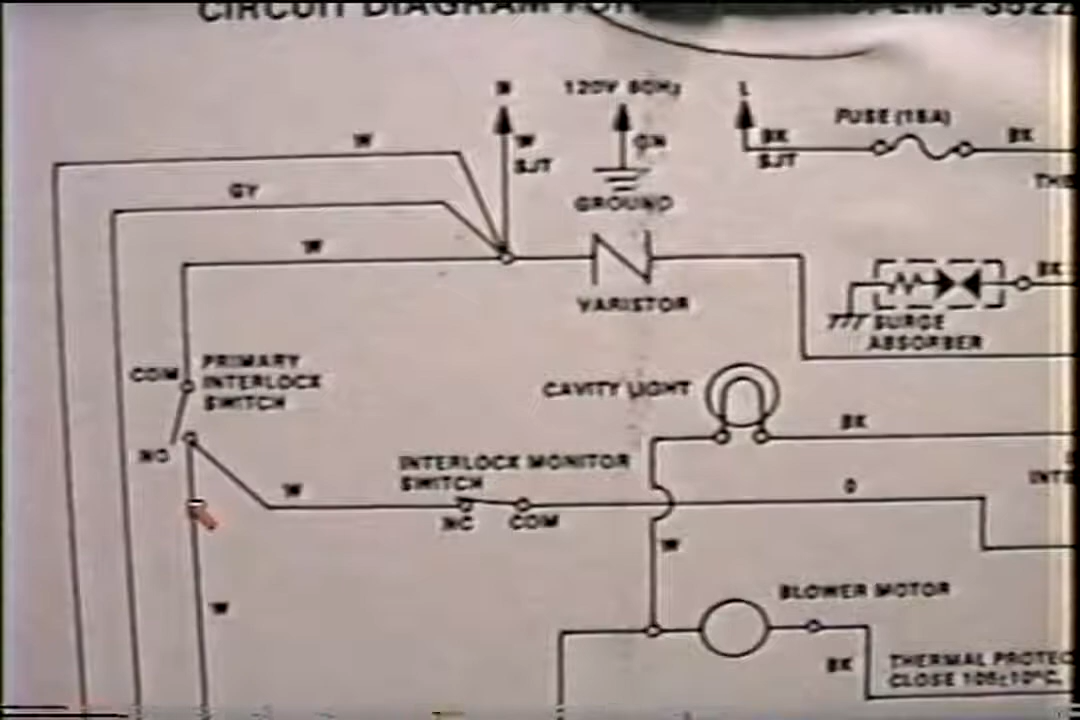 CIRCUIT DIAGRAM FOR
N 120V 60Hz L
W SJT
GN
BK SJT
FUSE (15A)
BK
W
GY
W
GROUND
VARISTOR
BK
SURGE
ABSORBER
COM
PRIMARY
INTERLOCK
SWITCH
NO
CAVITY LIGHT
BK
INTERLOCK MONITOR
SWITCH
W
NC COM
O
W
W
BLOWER MOTOR
BK
THERMAL PROTEC
CLOSE 105±10°C,